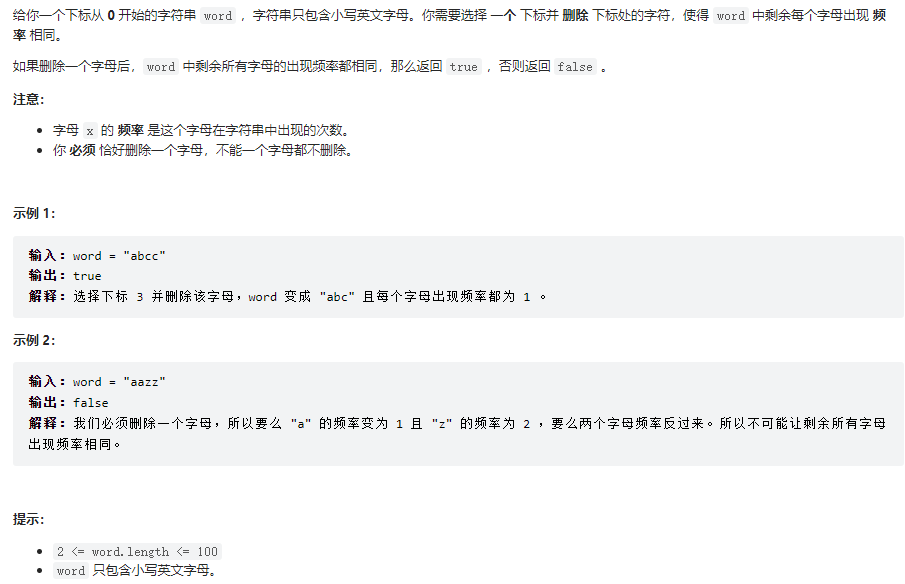 给你一个下标从 0 开始的字符串 word ，字符串只包含小写英文字母。你需要选择 一个 下标并 删除 下标处的字符，使得 word 中剩余每个字母出现 频
率 相同。
如果删除一个字母后，word 中剩余所有字母的出现频率都相同，那么返回 true ，否则返回 false 。
注意：
• 字母 x 的 频率 是这个字母在字符串中出现的次数。
• 你 必须 恰好删除一个字母，不能一个字母都不删除。
示例 1：
输入：word = "abcc"
输出：true
解释：选择下标 3 并删除该字母，word 变成 "abc" 且每个字母出现频率都为 1 。
示例 2：
输入：word = "aazz"
输出：false
解释：我们必须删除一个字母，所以要么 "a" 的频率变为 1 且 "z" 的频率为 2 ，要么两个字母频率反过来。所以不可能让剩余所有字母
出现频率相同。
提示：
• 2 <= word.length <= 100
• word 只包含小写英文字母。